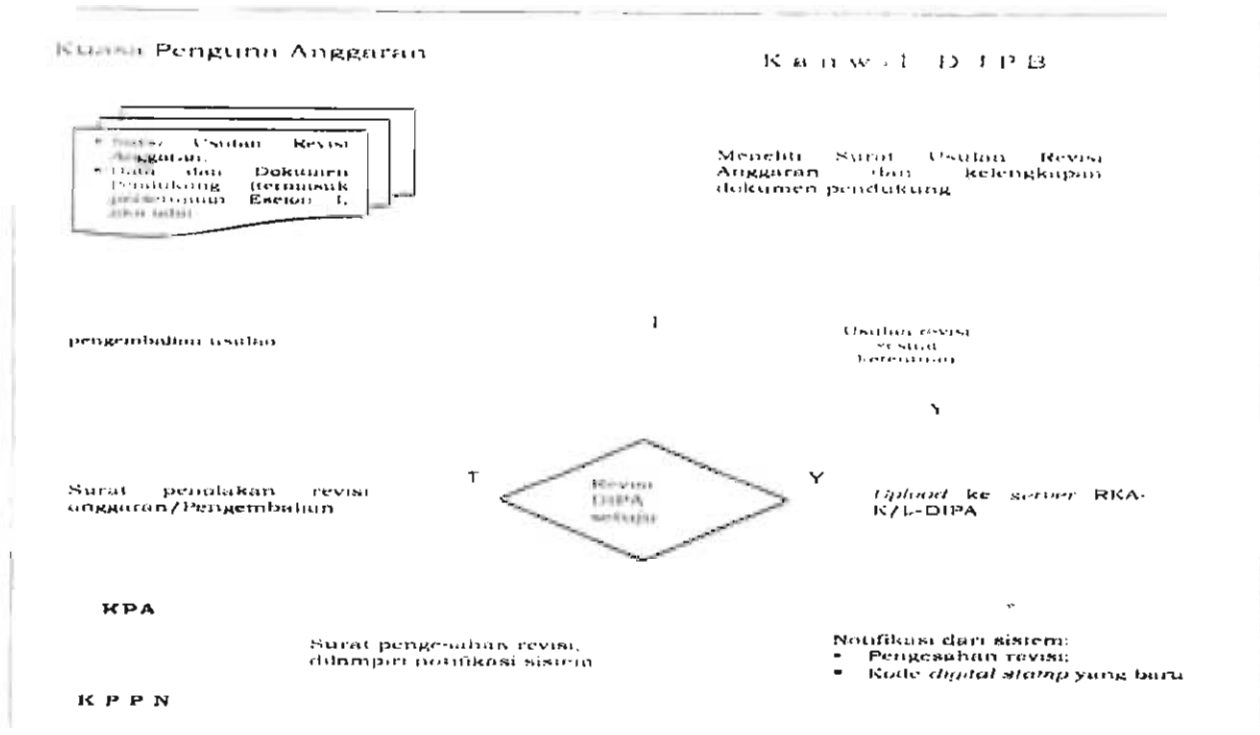 Kuasa Pengunn Anggaran
Kanwil DJPB
Surat Usulan Revisi
Anggaran;
Data dan Dokumen
Pendukung (termasuk
Eselon I,
jika ada)
Meneliti Surat Usulan Revisi
Anggaran dan kelengkapan
dokumen pendukung
pengembalian usulan
T
Usulan revisi
sesuai
ketentuan
Y
Surat penolakan revisi
anggaran/Pengembalian
T
Revisi
DIPA
setuju
Y
Upload ke server RKA-
K/L-DIPA
KPA
Surat pengesahan revisi,
dilampiri notifikasi sistem
Notifikasi dari sistem:
• Pengesahan revisi;
• Kode digital stamp yang baru
KPPN